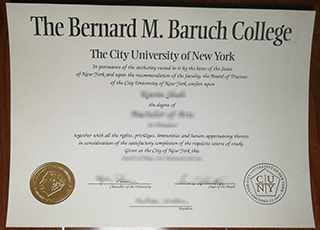 The Bernard M. Baruch College
The City University of New York
In pursuance of the authority vested in it by the laws of the State
of New York and upon the recommendation of the faculty, the Board of Trustees
of the City University of New York confers upon
the degree of
Bachelor of Arts
together with all the rights, privileges, immunities and honors appertaining thereto
in consideration of the satisfactory completion of the requisite course of study.
Given at the City of New York this
Chancellor of the University
Chair of the Board
President
CU
NY